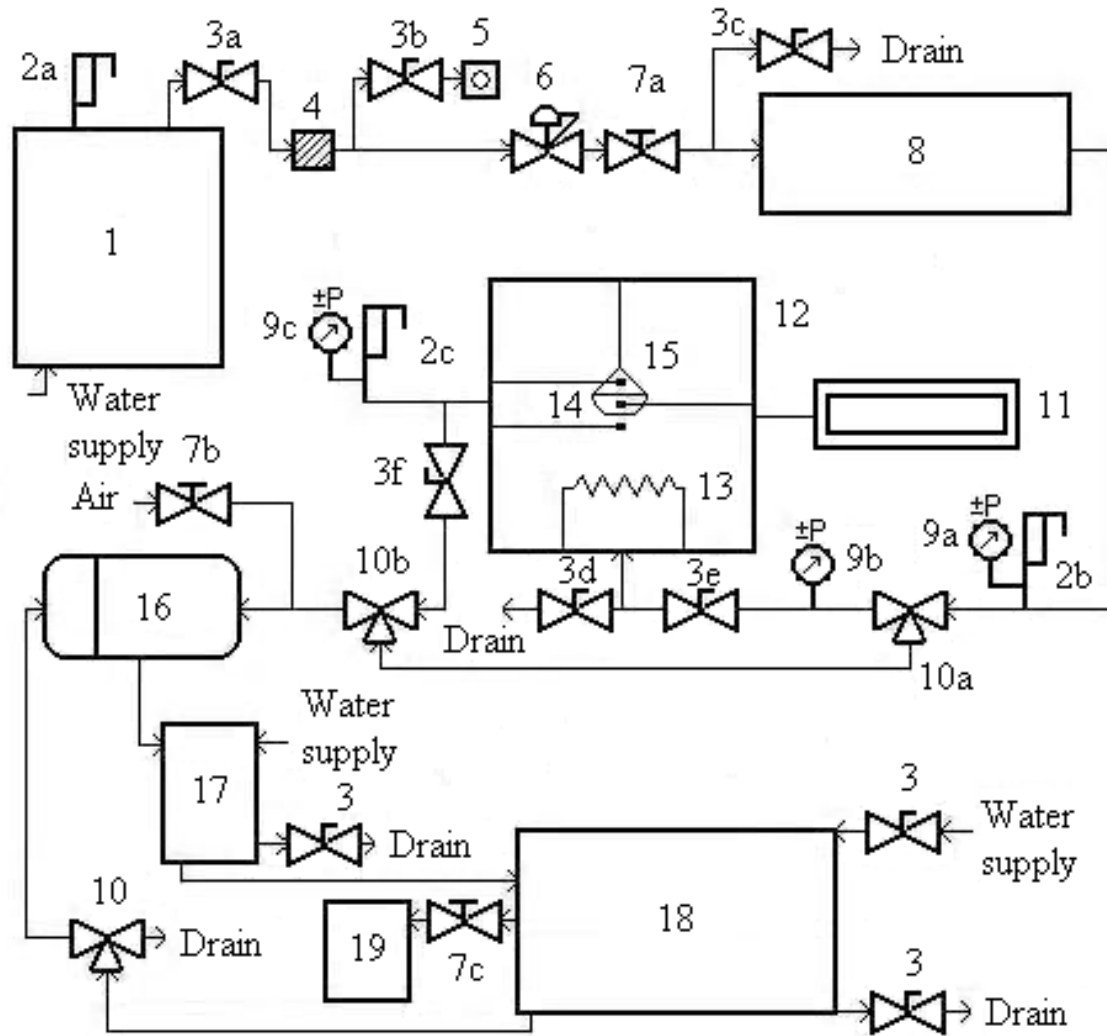 3a
3b
5
3c
Drain
2a
6
7a
4
8
1
±P
12
9c
15
2c
14
11
Water
supply
7b
3f
13
±P
±P
Air
9a
10b
3d
3e
9b
2b
16
Drain
10a
Water
supply
17
3
3
Drain
Water
supply
10
18
Drain
19
7c
3
Drain